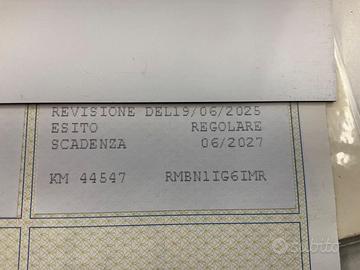 REVISIONE DEL19/06/2025
ESITO REGOLARE
SCADENZA 06/2027
KM 44547 RMBN1IG6IMR
subito